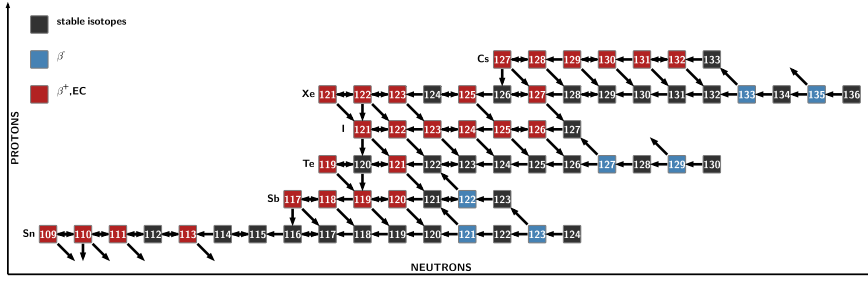 stable isotopes
β⁻
β⁺,EC
PROTONS
Cs 127 128 129 130 131 132 133
Xe 121 122 123 124 125 126 127 128 129 130 131 132 133 134 135 136
I 121 122 123 124 125 126 127
Te 119 120 121 122 123 124 125 126 127 128 129 130
Sb 117 118 119 120 121 122 123
Sn 109 110 111 112 113 114 115 116 117 118 119 120 121 122 123 124
NEUTRONS